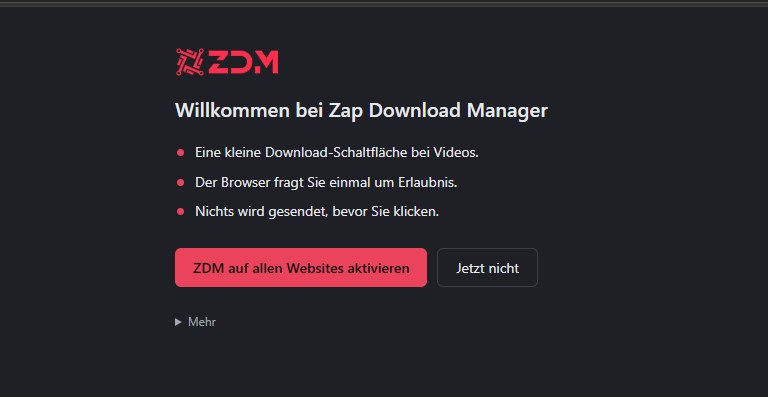 ZDM
Willkommen bei Zap Download Manager
Eine kleine Download-Schaltfläche bei Videos.
Der Browser fragt Sie einmal um Erlaubnis.
Nichts wird gesendet, bevor Sie klicken.
ZDM auf allen Websites aktivieren
Jetzt nicht
Mehr